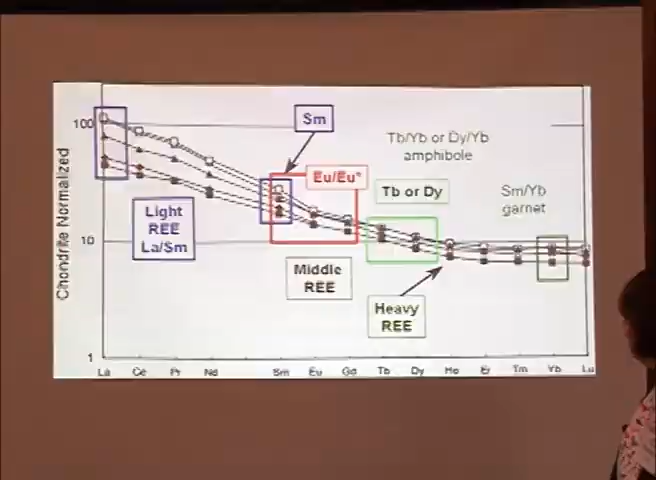 Chondrite Normalized
100
10
1
Sm
Tb/Yb or Dy/Yb
amphibole
Eu/Eu*
Tb or Dy
Sm/Yb
garnet
Light
REE
La/Sm
Middle
REE
Heavy
REE
La Ce Pr Nd Sm Eu Gd Tb Dy Ho Er Tm Yb Lu